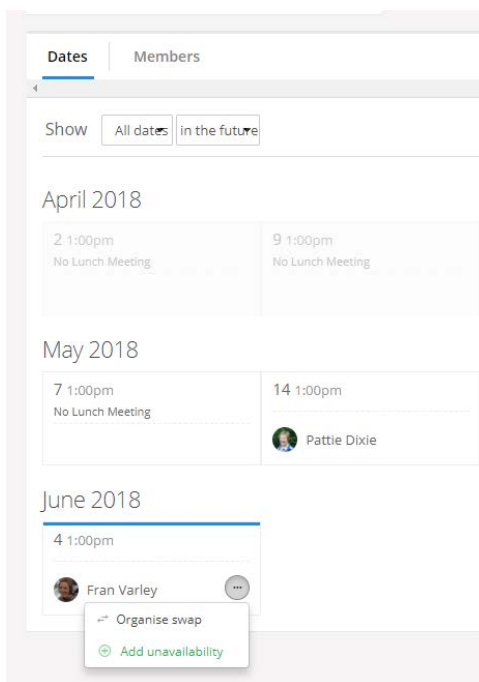 Dates Members
Show All dates in the future
April 2018
2 1:00pm 9 1:00pm
No Lunch Meeting No Lunch Meeting
May 2018
7 1:00pm 14 1:00pm
No Lunch Meeting
Pattie Dixie
June 2018
4 1:00pm
Fran Varley
Organise swap
Add unavailability